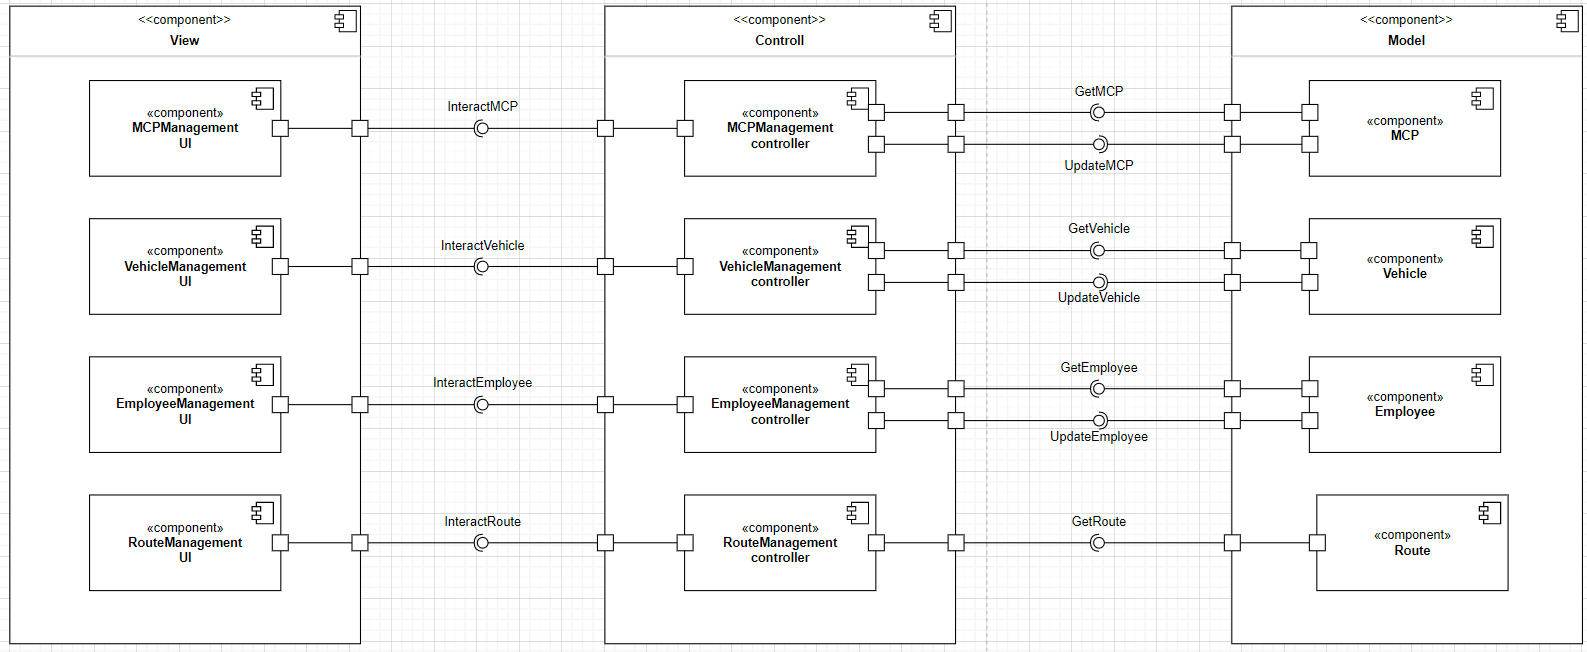 <<component>>
View
«component»
MCPManagement
UI
«component»
VehicleManagement
UI
«component»
EmployeeManagement
UI
«component»
RouteManagement
UI
InteractMCP
InteractVehicle
InteractEmployee
InteractRoute
<<component>>
Controll
«component»
MCPManagement
controller
«component»
VehicleManagement
controller
«component»
EmployeeManagement
controller
«component»
RouteManagement
controller
GetMCP
UpdateMCP
GetVehicle
UpdateVehicle
GetEmployee
UpdateEmployee
GetRoute
<<component>>
Model
«component»
MCP
«component»
Vehicle
«component»
Employee
«component»
Route